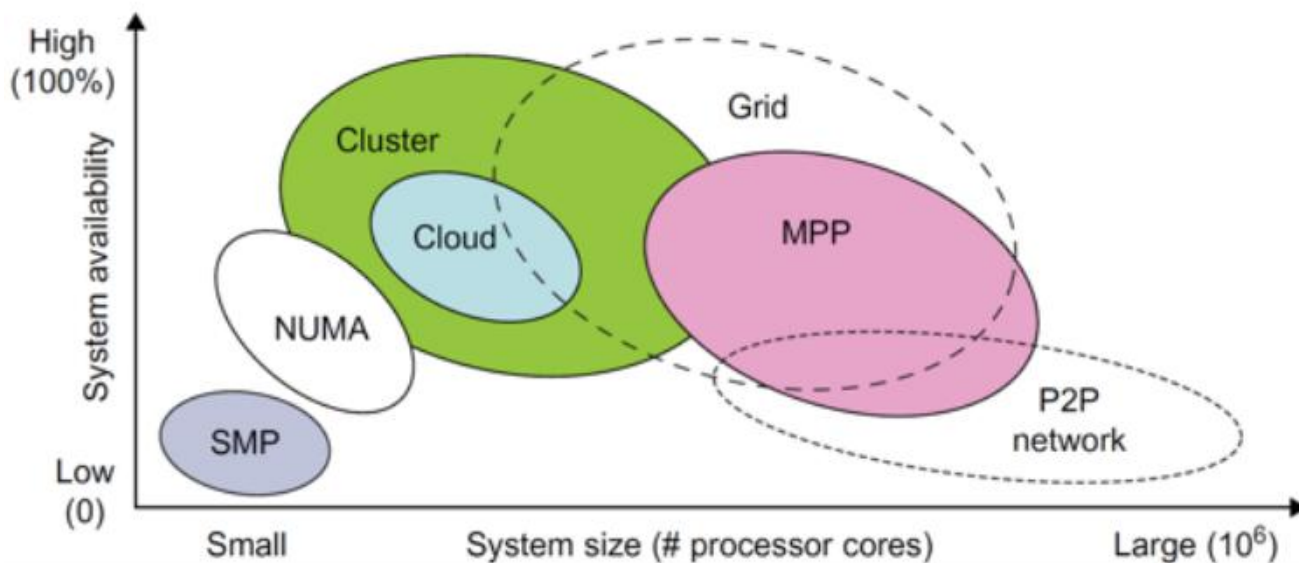 High
(100%)
System availability
Low
(0)
Cluster
Grid
Cloud
MPP
NUMA
SMP
P2P
network
Small
System size (# processor cores)
Large (10⁶)